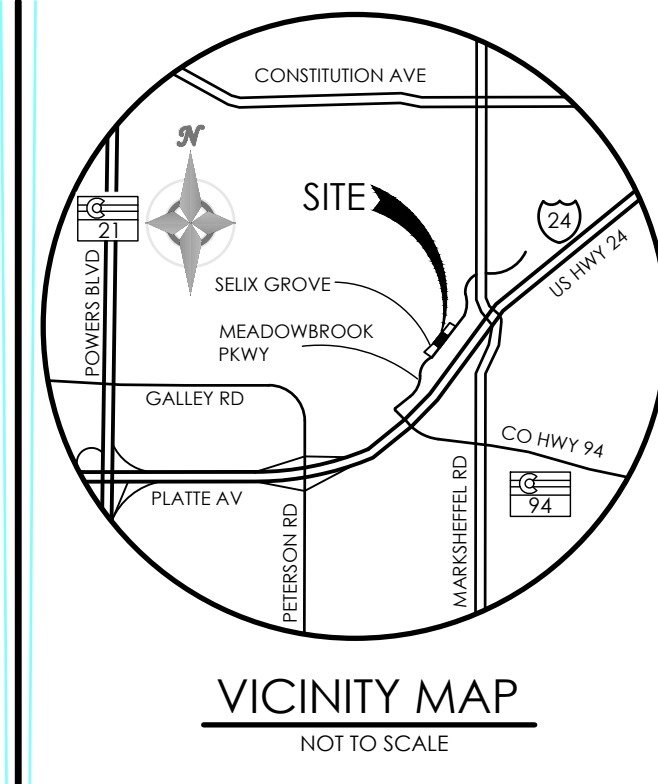 CONSTITUTION AVE
N
21
POWERS BLVD
SITE
24
US HWY 24
SELIX GROVE
MEADOWBROOK
PKWY
GALLEY RD
CO HWY 94
94
PLATTE AV
PETERSON RD
MARKSHEFFEL RD
VICINITY MAP
NOT TO SCALE